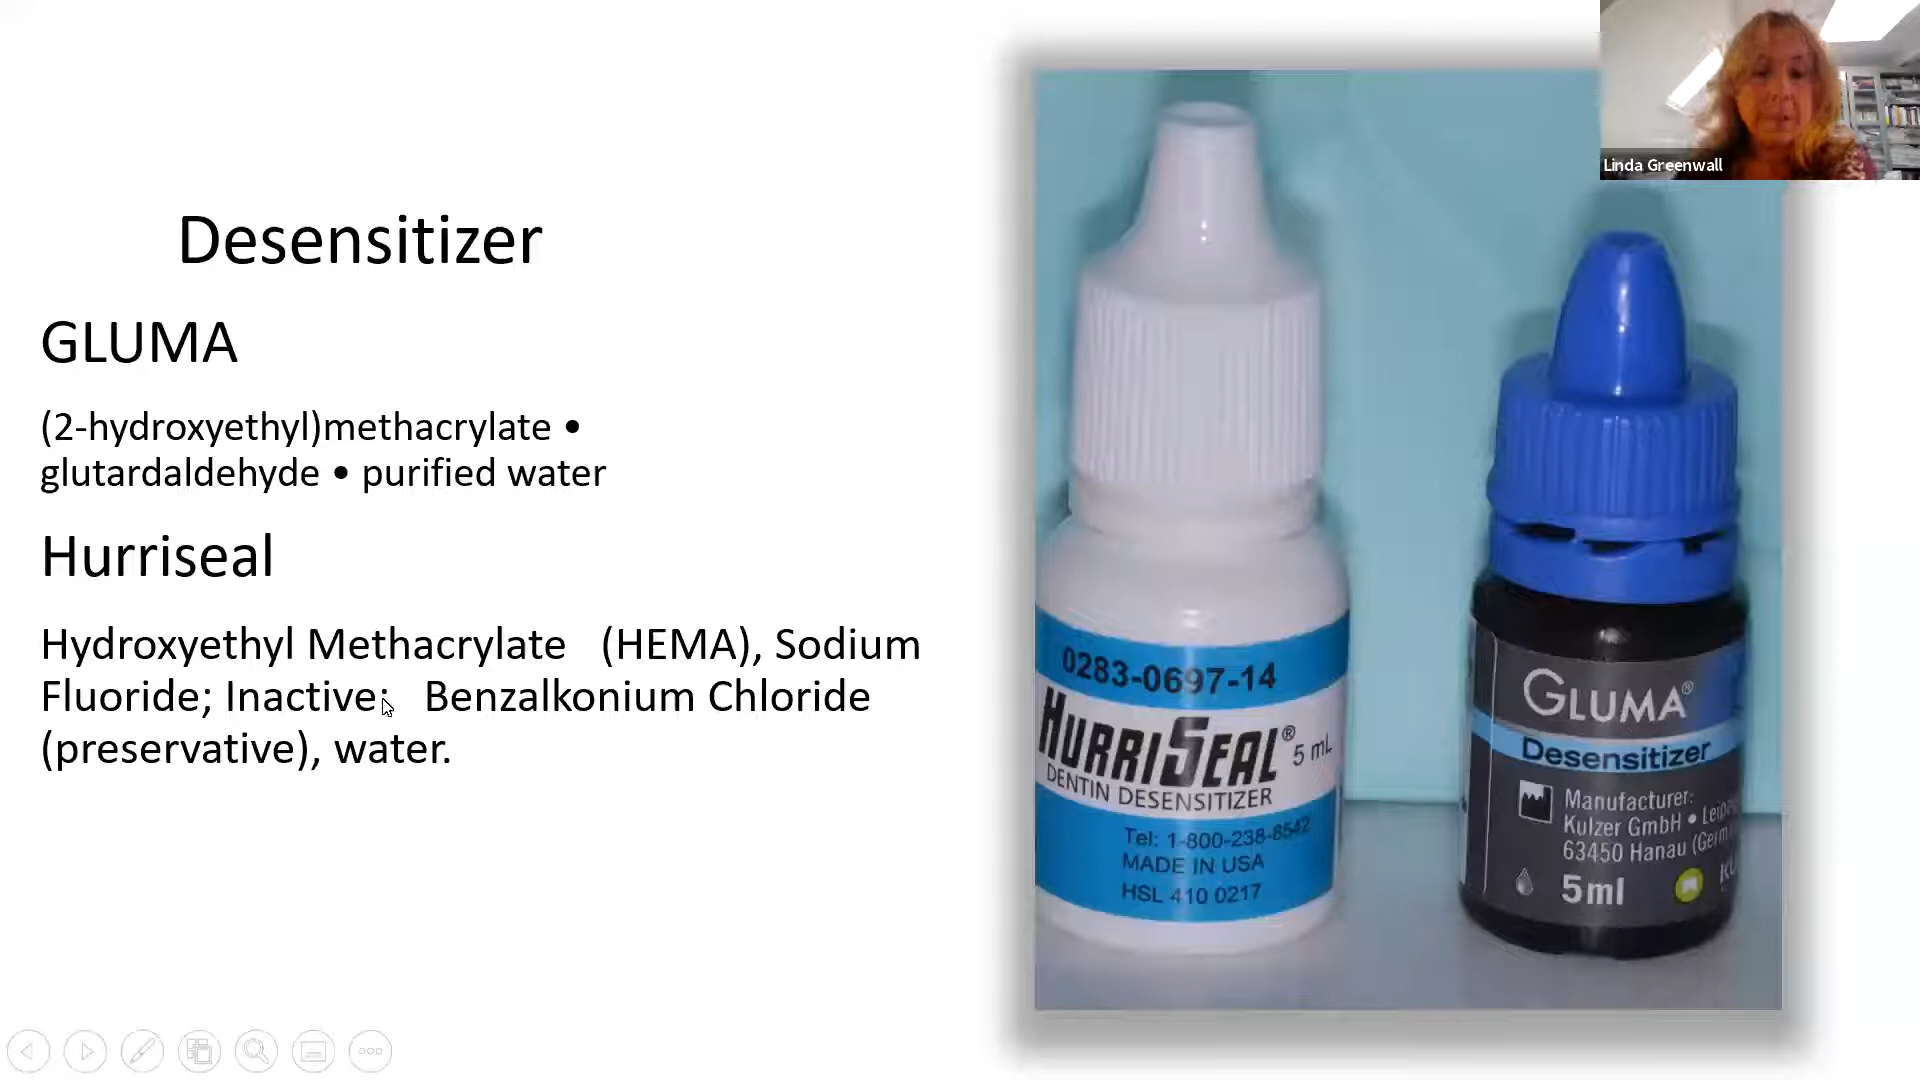 Linda Greenwall
Desensitizer
GLUMA
(2-hydroxyethyl)methacrylate •
glutardaldehyde • purified water
Hurriseal
Hydroxyethyl Methacrylate (HEMA), Sodium
Fluoride; Inactive: Benzalkonium Chloride
(preservative), water.
0283-0697-14
HURRISEAL® 5 mL
DENTIN DESENSITIZER
Tel: 1-800-238-8542
MADE IN USA
HSL 410 0217
GLUMA®
Desensitizer
Manufacturer:
Kulzer GmbH •
63450 Hanau
5ml